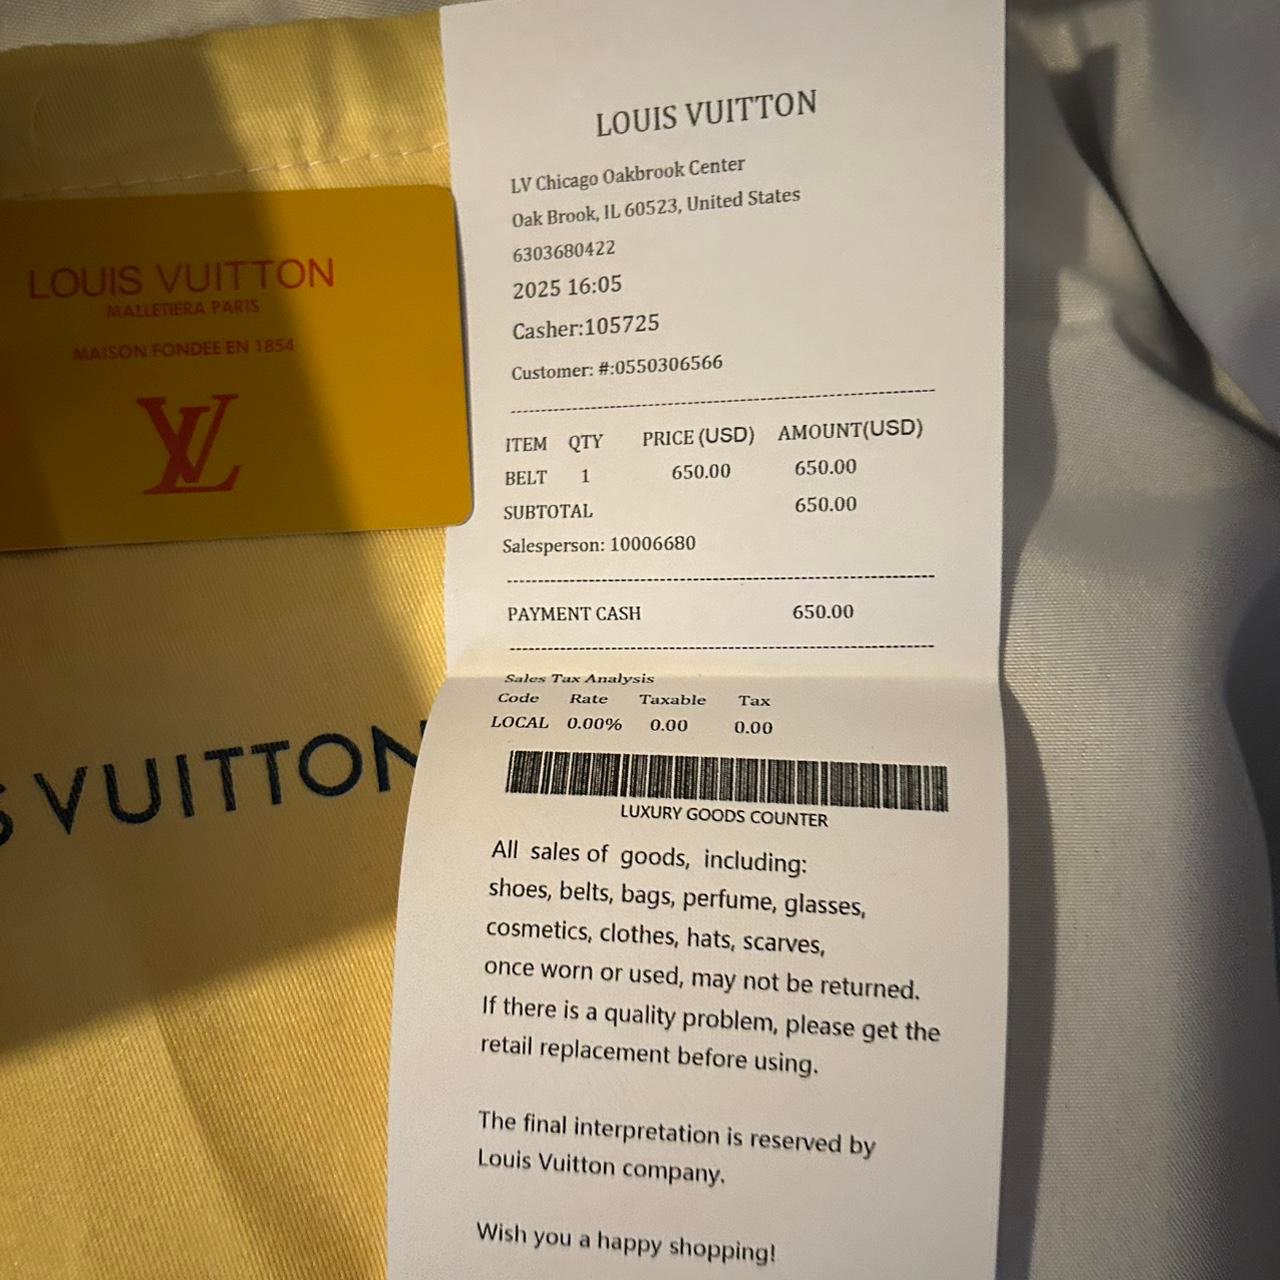 LOUIS VUITTON
MALLETIERA PARIS
MAISON FONDEE EN 1854
LV
S VUITTON
LOUIS VUITTON
LV Chicago Oakbrook Center
Oak Brook, IL 60523, United States
6303680422
2025 16:05
Casher:105725
Customer: #:0550306566
ITEM QTY PRICE (USD) AMOUNT(USD)
BELT 1 650.00 650.00
SUBTOTAL 650.00
Salesperson: 10006680
PAYMENT CASH 650.00
Sales Tax Analysis
Code Rate Taxable Tax
LOCAL 0.00% 0.00 0.00
LUXURY GOODS COUNTER
All sales of goods, including:
shoes, belts, bags, perfume, glasses,
cosmetics, clothes, hats, scarves,
once worn or used, may not be returned.
If there is a quality problem, please get the
retail replacement before using.
The final interpretation is reserved by
Louis Vuitton company.
Wish you a happy shopping!